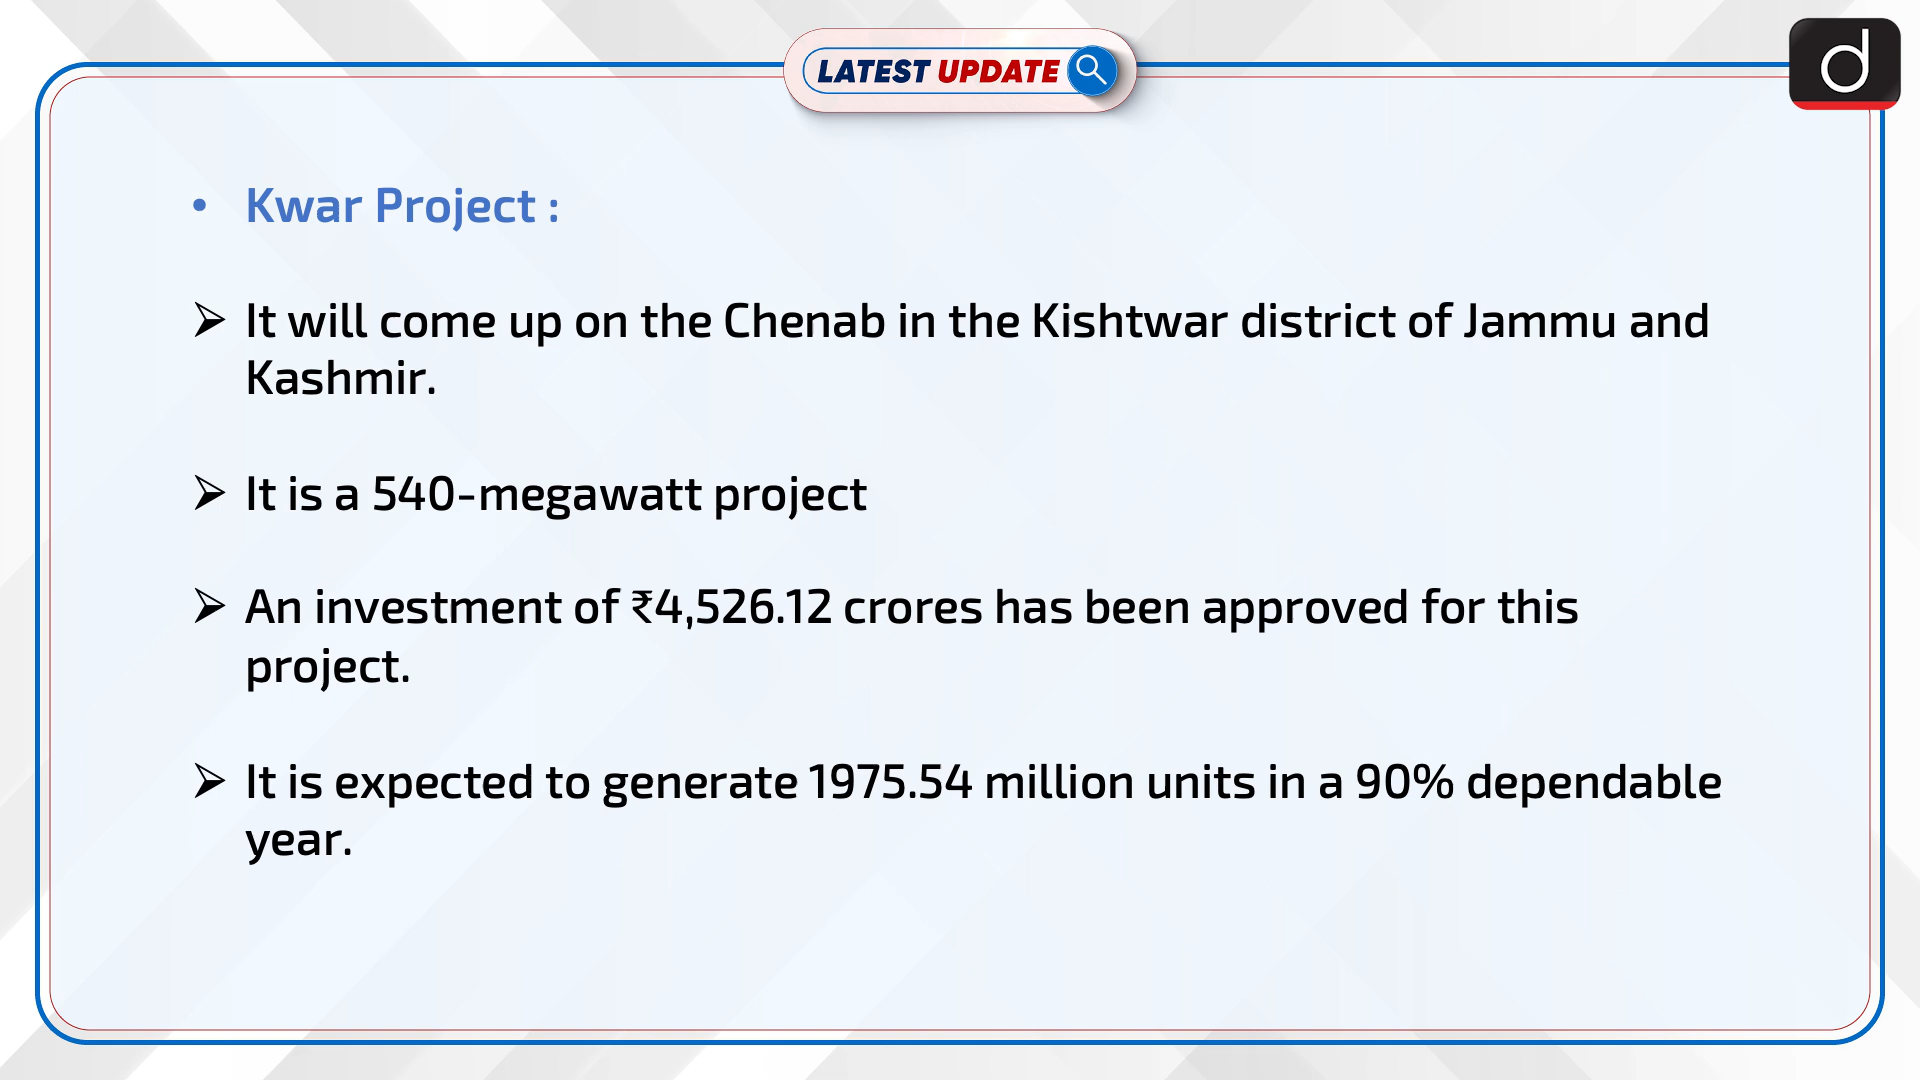 LATEST UPDATE
d
• Kwar Project :
➢ It will come up on the Chenab in the Kishtwar district of Jammu and
Kashmir.
➢ It is a 540-megawatt project
➢ An investment of ₹4,526.12 crores has been approved for this
project.
➢ It is expected to generate 1975.54 million units in a 90% dependable
year.